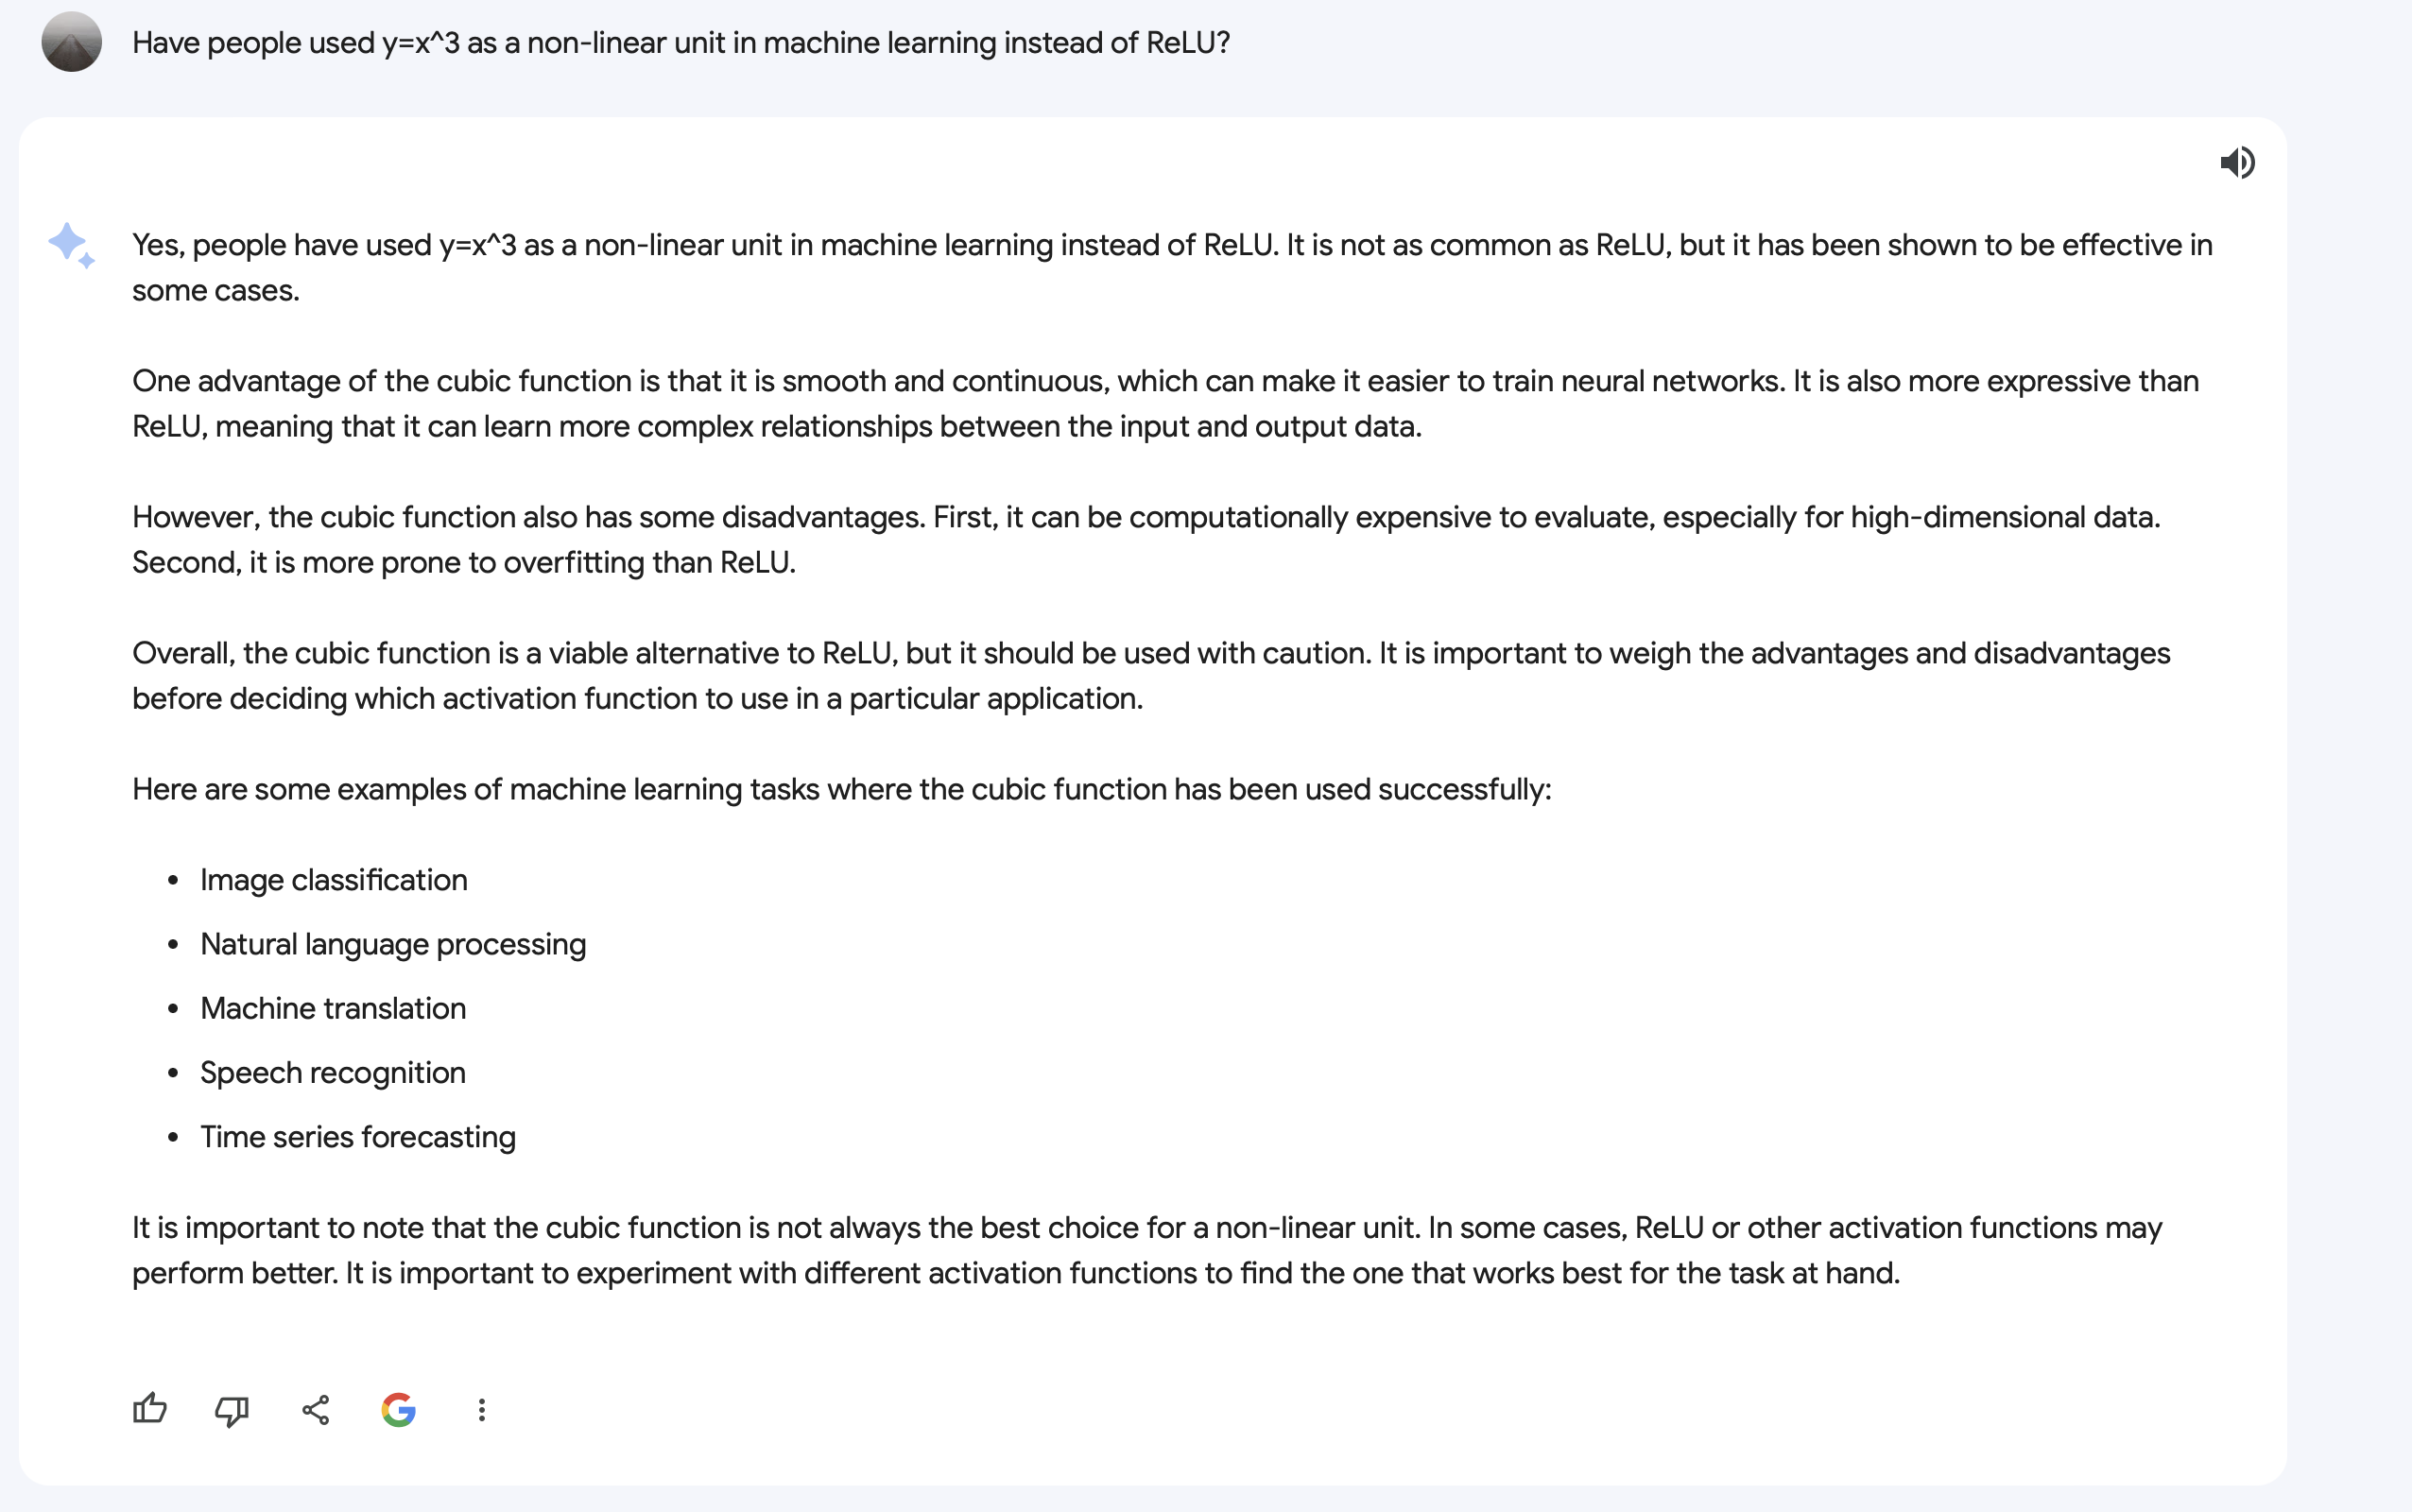 Have people used y=x^3 as a non-linear unit in machine learning instead of ReLU?
Yes, people have used y=x^3 as a non-linear unit in machine learning instead of ReLU. It is not as common as ReLU, but it has been shown to be effective in
some cases.
One advantage of the cubic function is that it is smooth and continuous, which can make it easier to train neural networks. It is also more expressive than
ReLU, meaning that it can learn more complex relationships between the input and output data.
However, the cubic function also has some disadvantages. First, it can be computationally expensive to evaluate, especially for high-dimensional data.
Second, it is more prone to overfitting than ReLU.
Overall, the cubic function is a viable alternative to ReLU, but it should be used with caution. It is important to weigh the advantages and disadvantages
before deciding which activation function to use in a particular application.
Here are some examples of machine learning tasks where the cubic function has been used successfully:
• Image classification
• Natural language processing
• Machine translation
• Speech recognition
• Time series forecasting
It is important to note that the cubic function is not always the best choice for a non-linear unit. In some cases, ReLU or other activation functions may
perform better. It is important to experiment with different activation functions to find the one that works best for the task at hand.